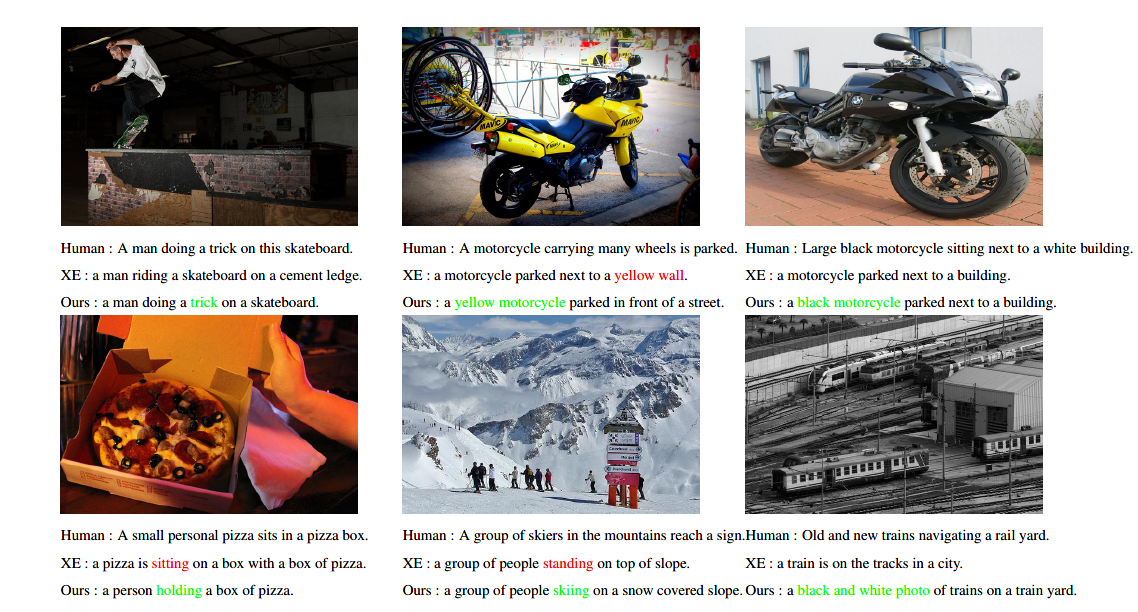 MAVIC
MAVIC
Human : A man doing a trick on this skateboard.
XE : a man riding a skateboard on a cement ledge.
Ours : a man doing a trick on a skateboard.
Human : A motorcycle carrying many wheels is parked.
XE : a motorcycle parked next to a yellow wall.
Ours : a yellow motorcycle parked in front of a street.
Human : Large black motorcycle sitting next to a white building.
XE : a motorcycle parked next to a building.
Ours : a black motorcycle parked next to a building.
Human : A small personal pizza sits in a pizza box.
XE : a pizza is sitting on a box with a box of pizza.
Ours : a person holding a box of pizza.
Human : A group of skiers in the mountains reach a sign.
XE : a group of people standing on top of slope.
Ours : a group of people skiing on a snow covered slope.
Human : Old and new trains navigating a rail yard.
XE : a train is on the tracks in a city.
Ours : a black and white photo of trains on a train yard.